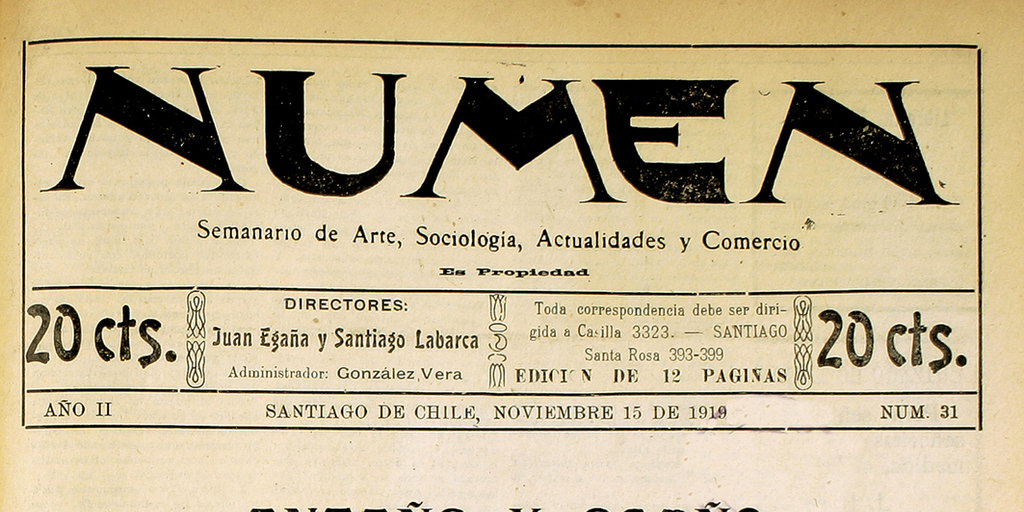 NUMEN
Semanario de Arte, Sociología, Actualidades y Comercio
Es Propiedad
20 cts.
DIRECTORES:
Juan Egaña y Santiago Labarca
Administrador: González Vera
Toda correspondencia debe ser diri-
gida a Casilla 3323. — SANTIAGO
Santa Rosa 393-399
EDICION DE 12 PAGINAS
20 cts.
AÑO II
SANTIAGO DE CHILE, NOVIEMBRE 15 DE 1919
NUM. 31